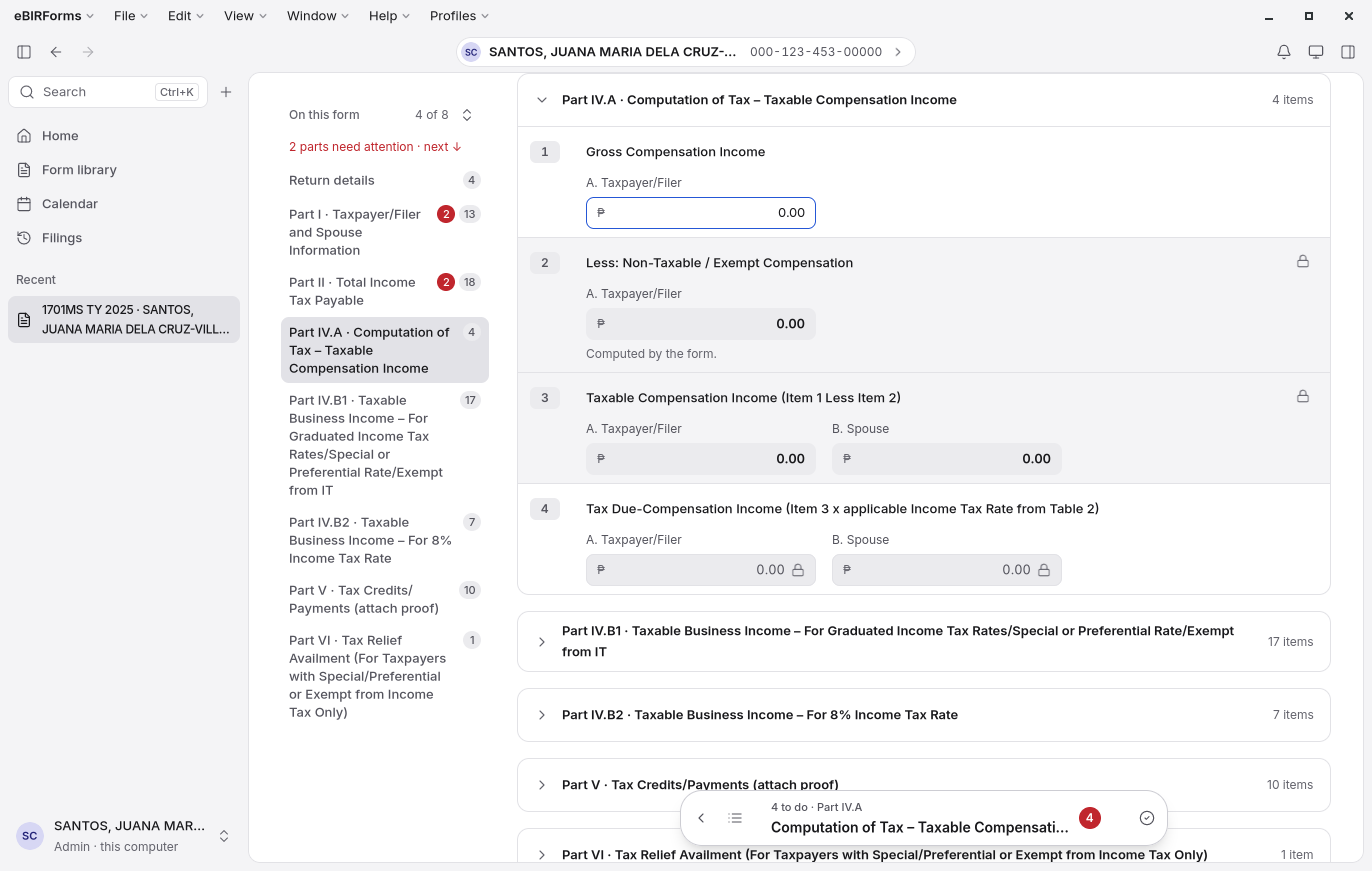 eBIRForms File Edit View Window Help Profiles
SC SANTOS, JUANA MARIA DELA CRUZ-... 000-123-453-00000
Search Ctrl+K
Home
Form library
Calendar
Filings
Recent
1701MS TY 2025 · SANTOS,
JUANA MARIA DELA CRUZ-VILL...
SC SANTOS, JUANA MAR...
Admin · this computer
On this form 4 of 8
2 parts need attention · next ↓
Return details 4
Part I · Taxpayer/Filer 2 13
and Spouse
Information
Part II · Total Income 2 18
Tax Payable
Part IV.A · Computation of 4
Tax – Taxable
Compensation Income
Part IV.B1 · Taxable 17
Business Income – For
Graduated Income Tax
Rates/Special or
Preferential Rate/Exempt
from IT
Part IV.B2 · Taxable 7
Business Income – For 8%
Income Tax Rate
Part V · Tax Credits/ 10
Payments (attach proof)
Part VI · Tax Relief 1
Availment (For Taxpayers
with Special/Preferential
or Exempt from Income
Tax Only)
Part IV.A · Computation of Tax – Taxable Compensation Income 4 items
1 Gross Compensation Income
A. Taxpayer/Filer
₱ 0.00
2 Less: Non-Taxable / Exempt Compensation
A. Taxpayer/Filer
₱ 0.00
Computed by the form.
3 Taxable Compensation Income (Item 1 Less Item 2)
A. Taxpayer/Filer B. Spouse
₱ 0.00 ₱ 0.00
4 Tax Due-Compensation Income (Item 3 x applicable Income Tax Rate from Table 2)
A. Taxpayer/Filer B. Spouse
₱ 0.00 ₱ 0.00
Part IV.B1 · Taxable Business Income – For Graduated Income Tax Rates/Special or Preferential Rate/Exempt 17 items
from IT
Part IV.B2 · Taxable Business Income – For 8% Income Tax Rate 7 items
Part V · Tax Credits/Payments (attach proof) 10 items
4 to do · Part IV.A
Computation of Tax – Taxable Compensati... 4
Part VI · Tax Relief Availment (For Taxpayers with Special/Preferential or Exempt from Income Tax Only) 1 item